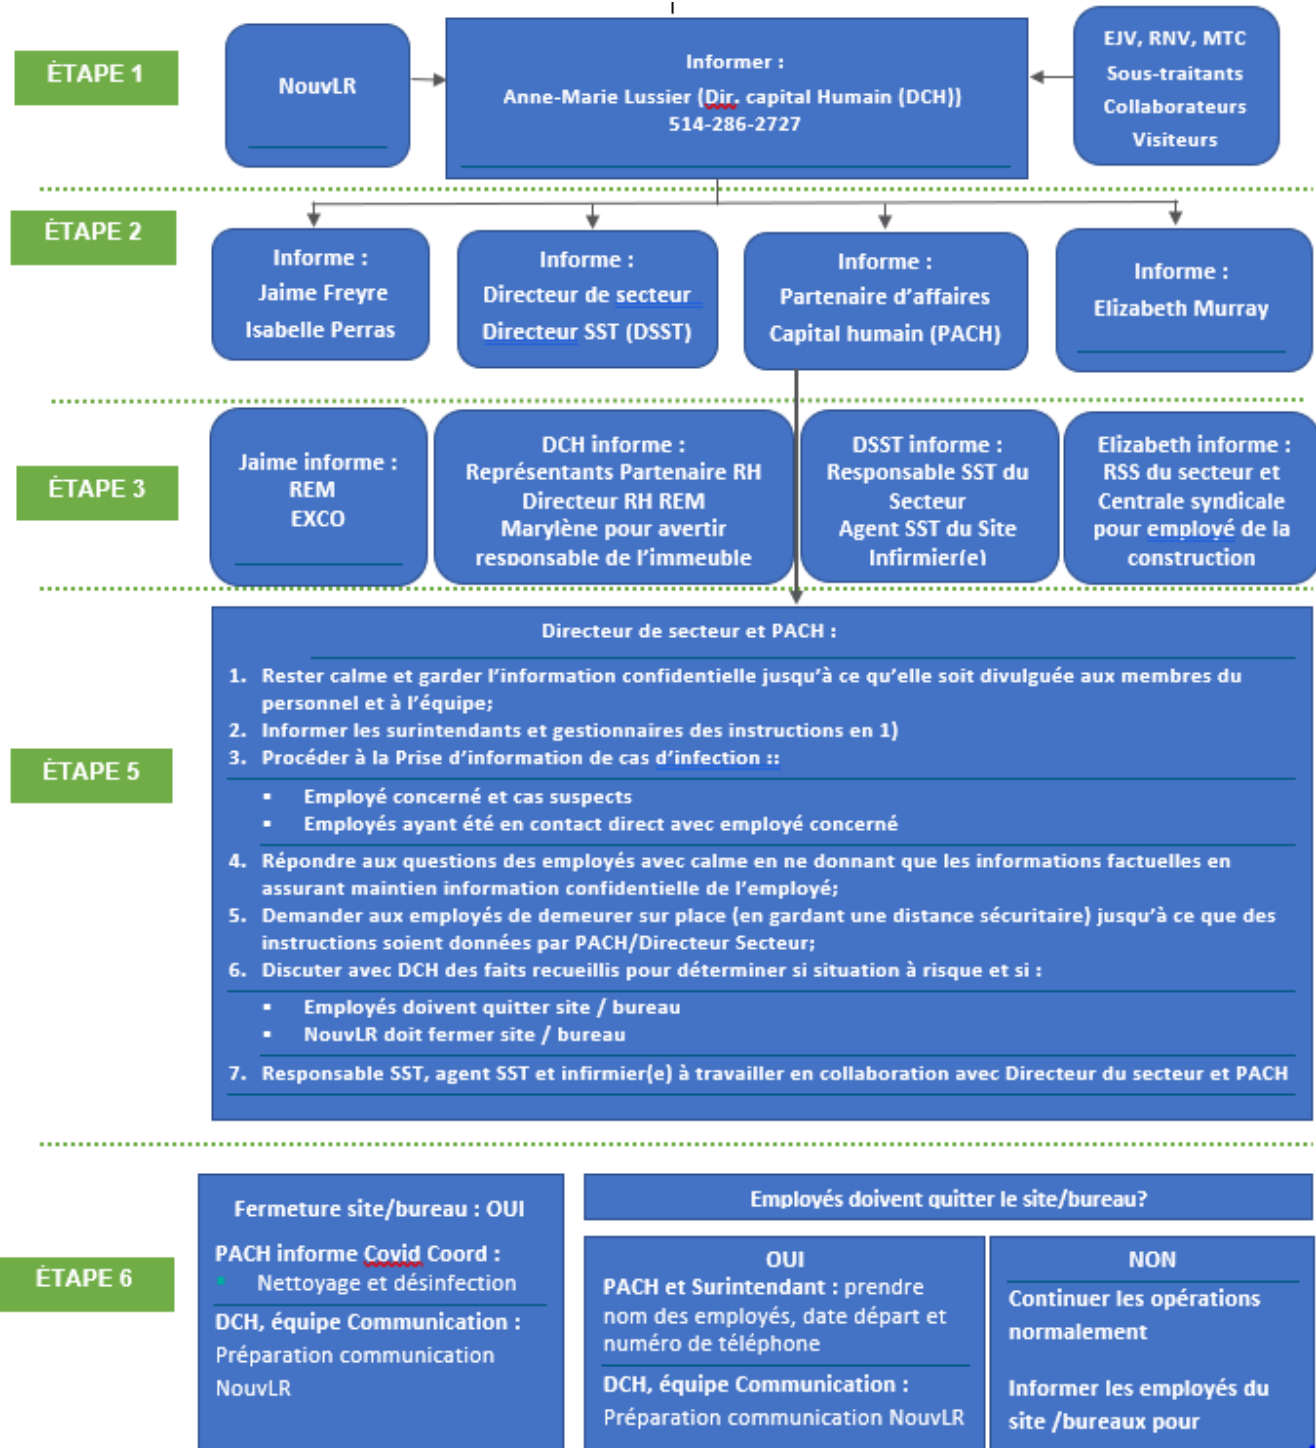 ÉTAPE 1
NouvLR
Informer :
Anne-Marie Lussier (Dir. capital Humain (DCH))
514-286-2727
EJV, RNV, MTC
Sous-traitants
Collaborateurs
Visiteurs
ÉTAPE 2
Informe :
Jaime Freyre
Isabelle Perras
Informe :
Directeur de secteur
Directeur SST (DSST)
Informe :
Partenaire d'affaires
Capital humain (PACH)
Informe :
Elizabeth Murray
ÉTAPE 3
Jaime informe :
REM
EXCO
DCH informe :
Représentants Partenaire RH
Directeur RH REM
Marylène pour avertir
responsable de l'immeuble
DSST informe :
Responsable SST du
Secteur
Agent SST du Site
Infirmier(e)
Elizabeth informe :
RSS du secteur et
Centrale syndicale
pour employé de la
construction
ÉTAPE 5
Directeur de secteur et PACH :
1. Rester calme et garder l'information confidentielle jusqu'à ce qu'elle soit divulguée aux membres du
personnel et à l'équipe;
2. Informer les surintendants et gestionnaires des instructions en 1)
3. Procéder à la Prise d'information de cas d'infection ::
▪ Employé concerné et cas suspects
▪ Employés ayant été en contact direct avec employé concerné
4. Répondre aux questions des employés avec calme en ne donnant que les informations factuelles en
assurant maintien information confidentielle de l'employé;
5. Demander aux employés de demeurer sur place (en gardant une distance sécuritaire) jusqu'à ce que des
instructions soient données par PACH/Directeur Secteur;
6. Discuter avec DCH des faits recueillis pour déterminer si situation à risque et si :
▪ Employés doivent quitter site / bureau
▪ NouvLR doit fermer site / bureau
7. Responsable SST, agent SST et infirmier(e) à travailler en collaboration avec Directeur du secteur et PACH
ÉTAPE 6
Fermeture site/bureau : OUI
PACH informe Covid Coord :
▪ Nettoyage et désinfection
DCH, équipe Communication :
Préparation communication
NouvLR
Employés doivent quitter le site/bureau?
OUI
PACH et Surintendant : prendre
nom des employés, date départ et
numéro de téléphone
DCH, équipe Communication :
Préparation communication NouvLR
NON
Continuer les opérations
normalement
Informer les employés du
site /bureaux pour